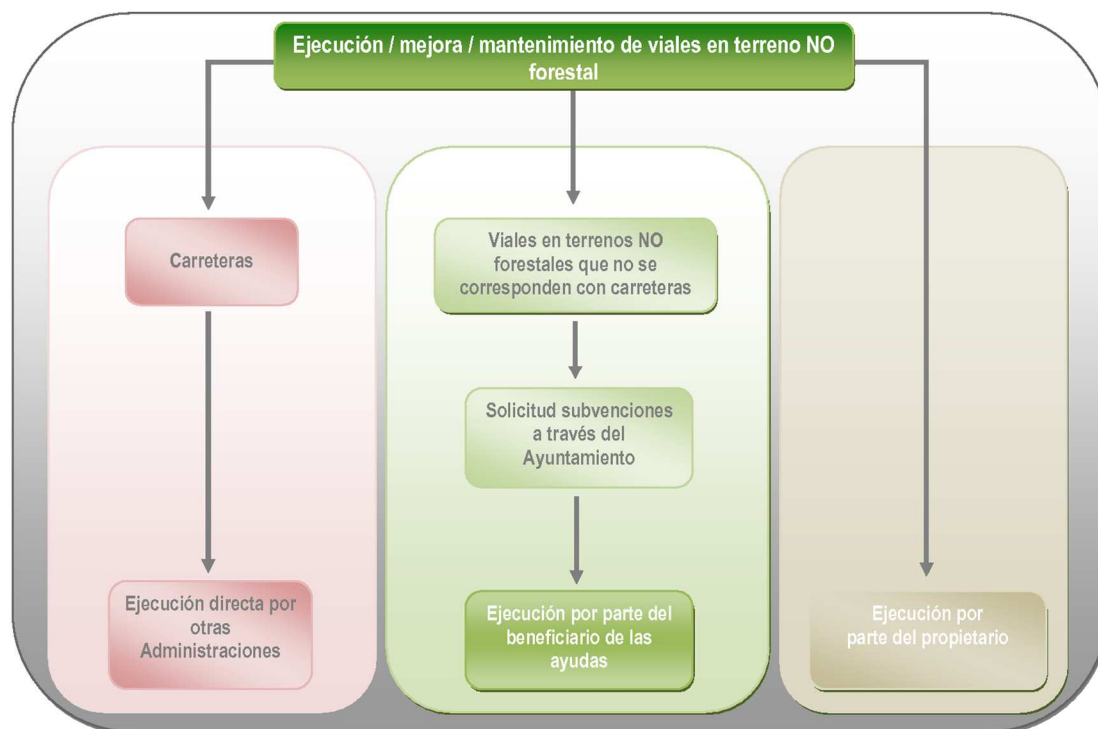 Ejecución / mejora / mantenimiento de viales en terreno NO
forestal
Carreteras
Viales en terrenos NO
forestales que no se
corresponden con carreteras
Solicitud subvenciones
a través del
Ayuntamiento
Ejecución directa por
otras
Administraciones
Ejecución por parte del
beneficiario de las
ayudas
Ejecución por
parte del propietario